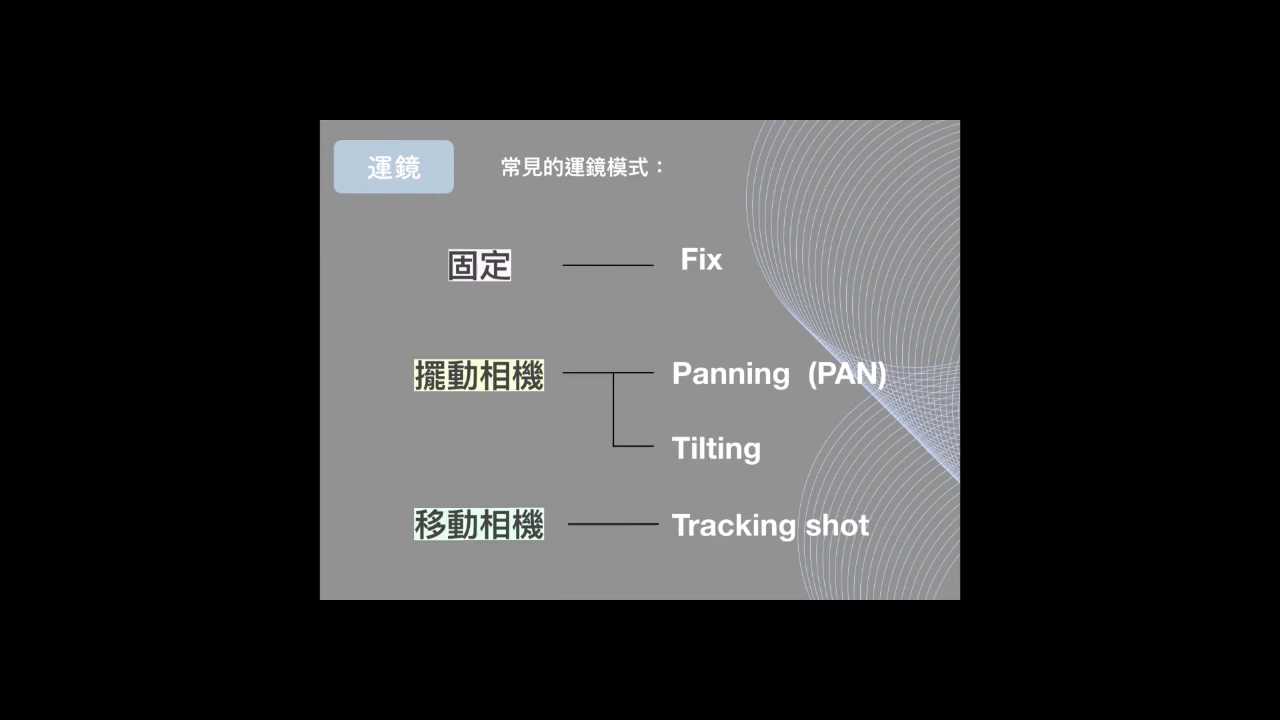 運鏡
常見的運鏡模式：
固定
Fix
擺動相機
Panning (PAN)
Tilting
移動相機
Tracking shot